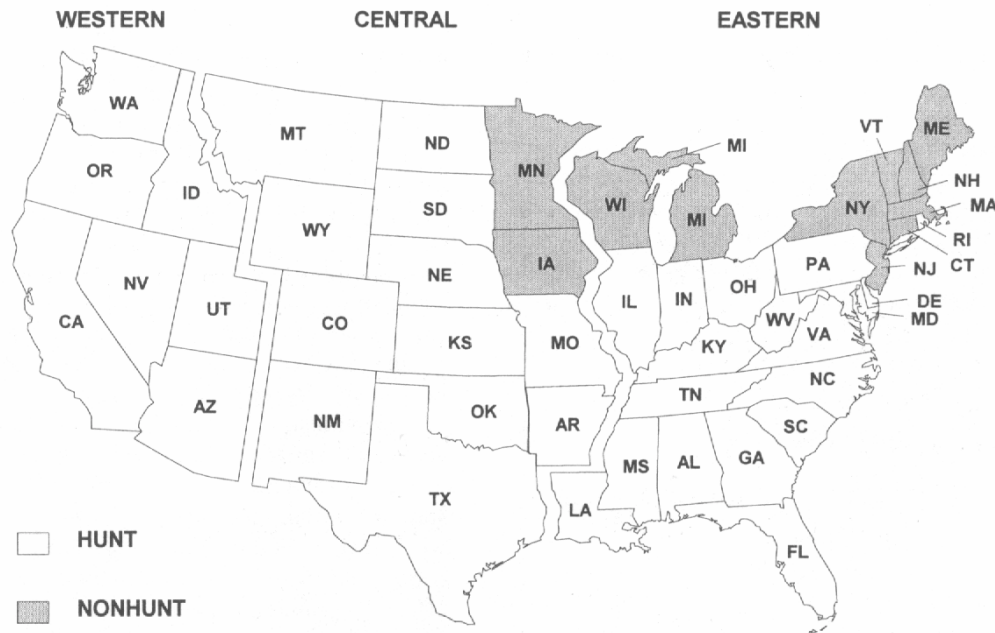 WESTERN CENTRAL EASTERN
WA
MT
ND
MN
VT
ME
MI
OR
ID
SD
WI
MI
NY
NH
MA
WY
RI
CT
IA
PA
NJ
NE
NV
UT
IL
IN
OH
DE
MD
CA
CO
KS
MO
WV
VA
KY
NC
TN
AZ
NM
OK
AR
SC
MS
AL
GA
TX
LA
FL
HUNT
NONHUNT